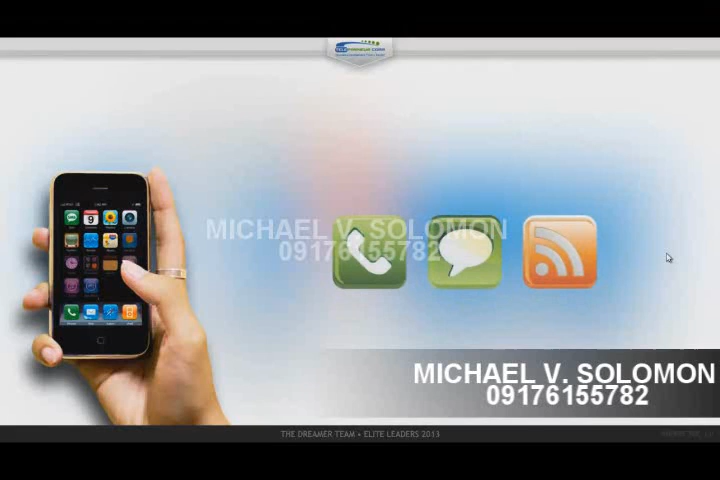 MICHAEL V. SOLOMON
09176155782
MICHAEL V. SOLOMON
09176155782
THE DREAMER TEAM • ELITE LEADERS 2013